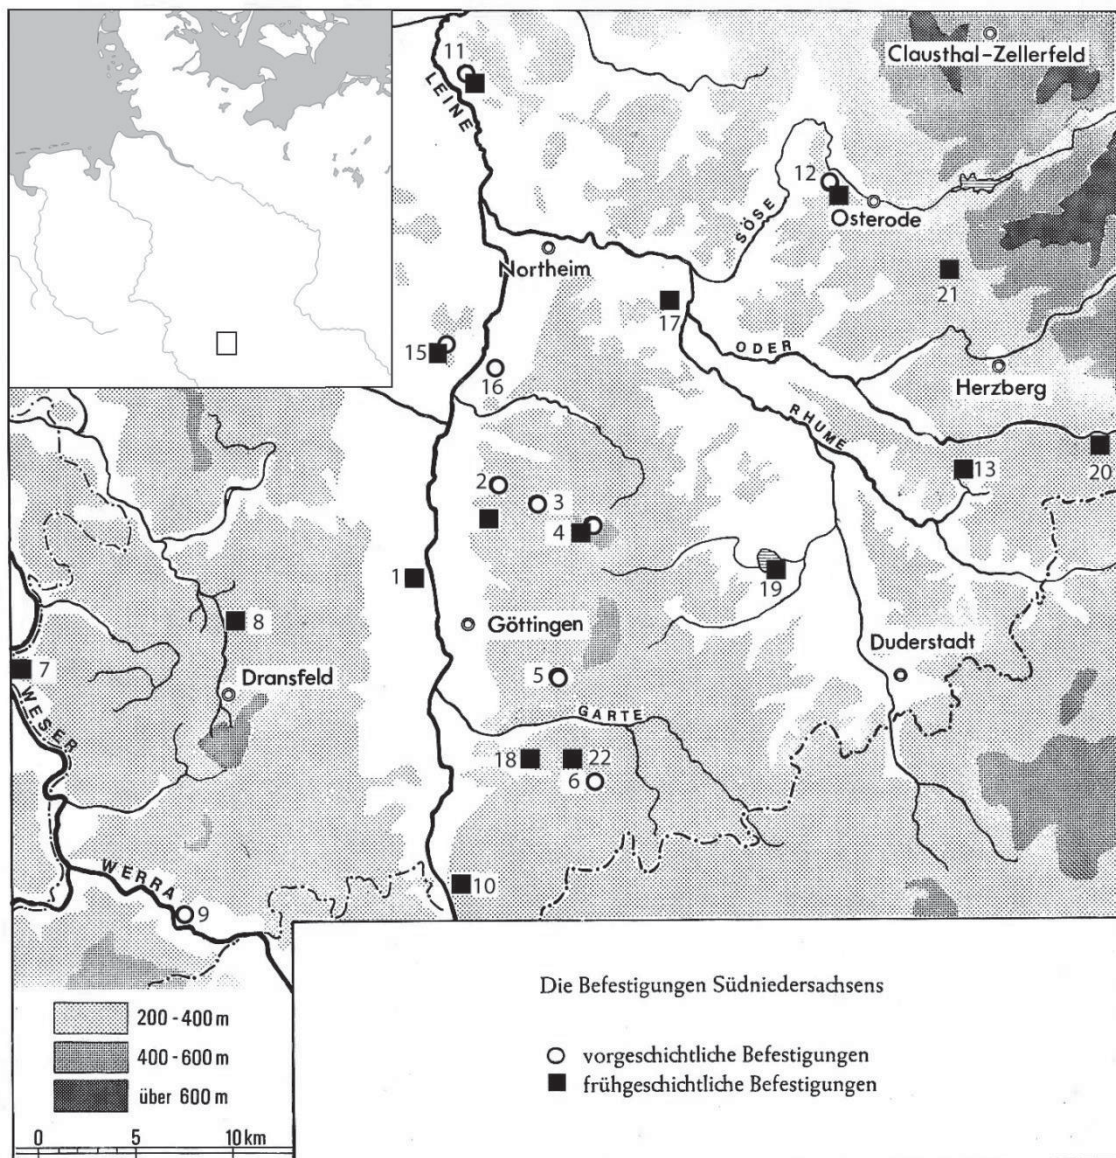 Clausthal-Zellerfeld
11
LEINE
12
SÖSE
Osterode
Northeim
21
17
15
ODER
16
Herzberg
RHUME
2
3
13
20
4
1
19
8
Göttingen
7
Dransfeld
5
Duderstadt
WESER
GARTE
18
22
6
10
WERRA
9
Die Befestigungen Südniedersachsens
vorgeschichtliche Befestigungen
frühgeschichtliche Befestigungen
200-400 m
400-600 m
über 600 m
0 5 10 km